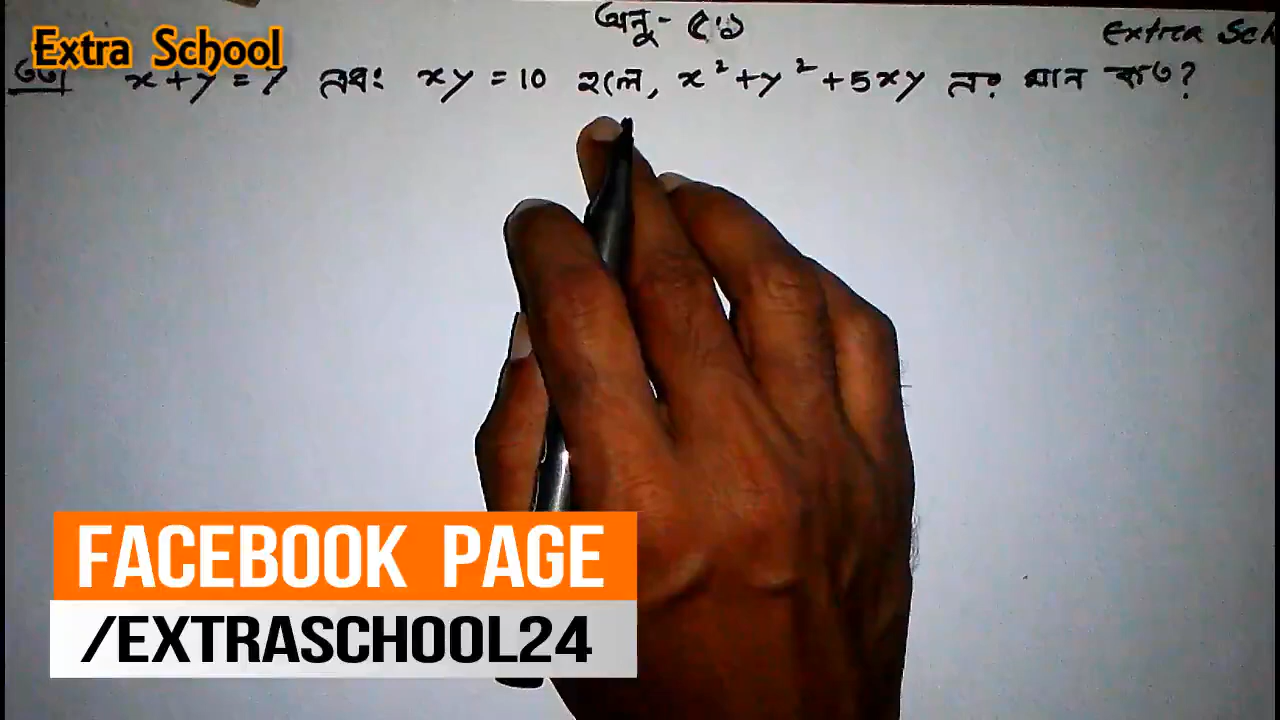 অনু - ৫.১
Extra Sch
Extra School
৩৩। x + y = 7 এবং xy = 10 হলে, x² + y² + 5xy এর মান কত?
FACEBOOK PAGE
/EXTRASCHOOL24